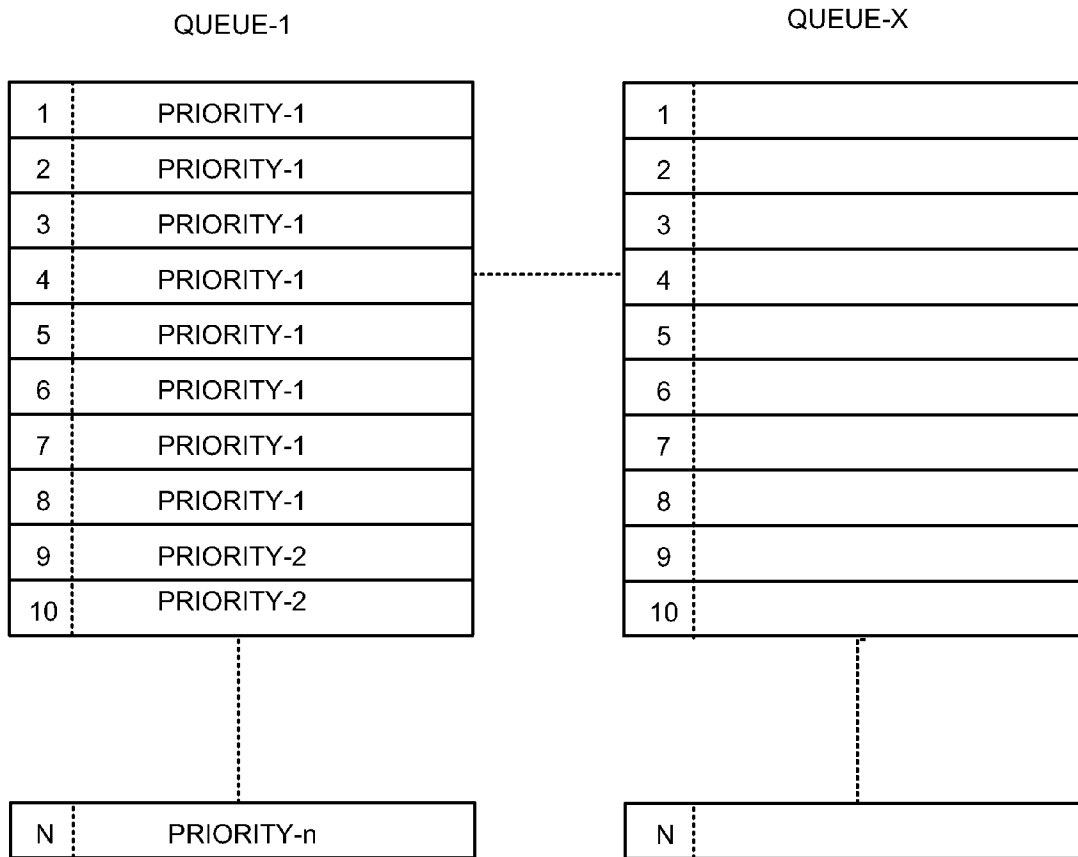 QUEUE-1
1 PRIORITY-1
2 PRIORITY-1
3 PRIORITY-1
4 PRIORITY-1
5 PRIORITY-1
6 PRIORITY-1
7 PRIORITY-1
8 PRIORITY-1
9 PRIORITY-2
10 PRIORITY-2
N PRIORITY-n
QUEUE-X
1
2
3
4
5
6
7
8
9
10
N